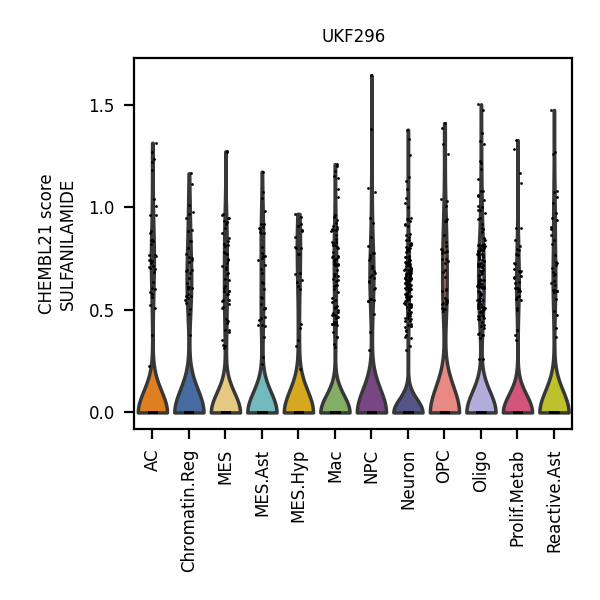 UKF296
CHEMBL21 score
SULFANILAMIDE
1.5
1.0
0.5
0.0
AC
Chromatin.Reg
MES
MES.Ast
MES.Hyp
Mac
NPC
Neuron
OPC
Oligo
Prolif.Metab
Reactive.Ast